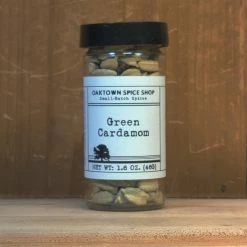 OAKTOWN SPICE SHOP
Small-Batch Spices
Green
Cardamom
NET WT: 1.6 OZ. (46G)